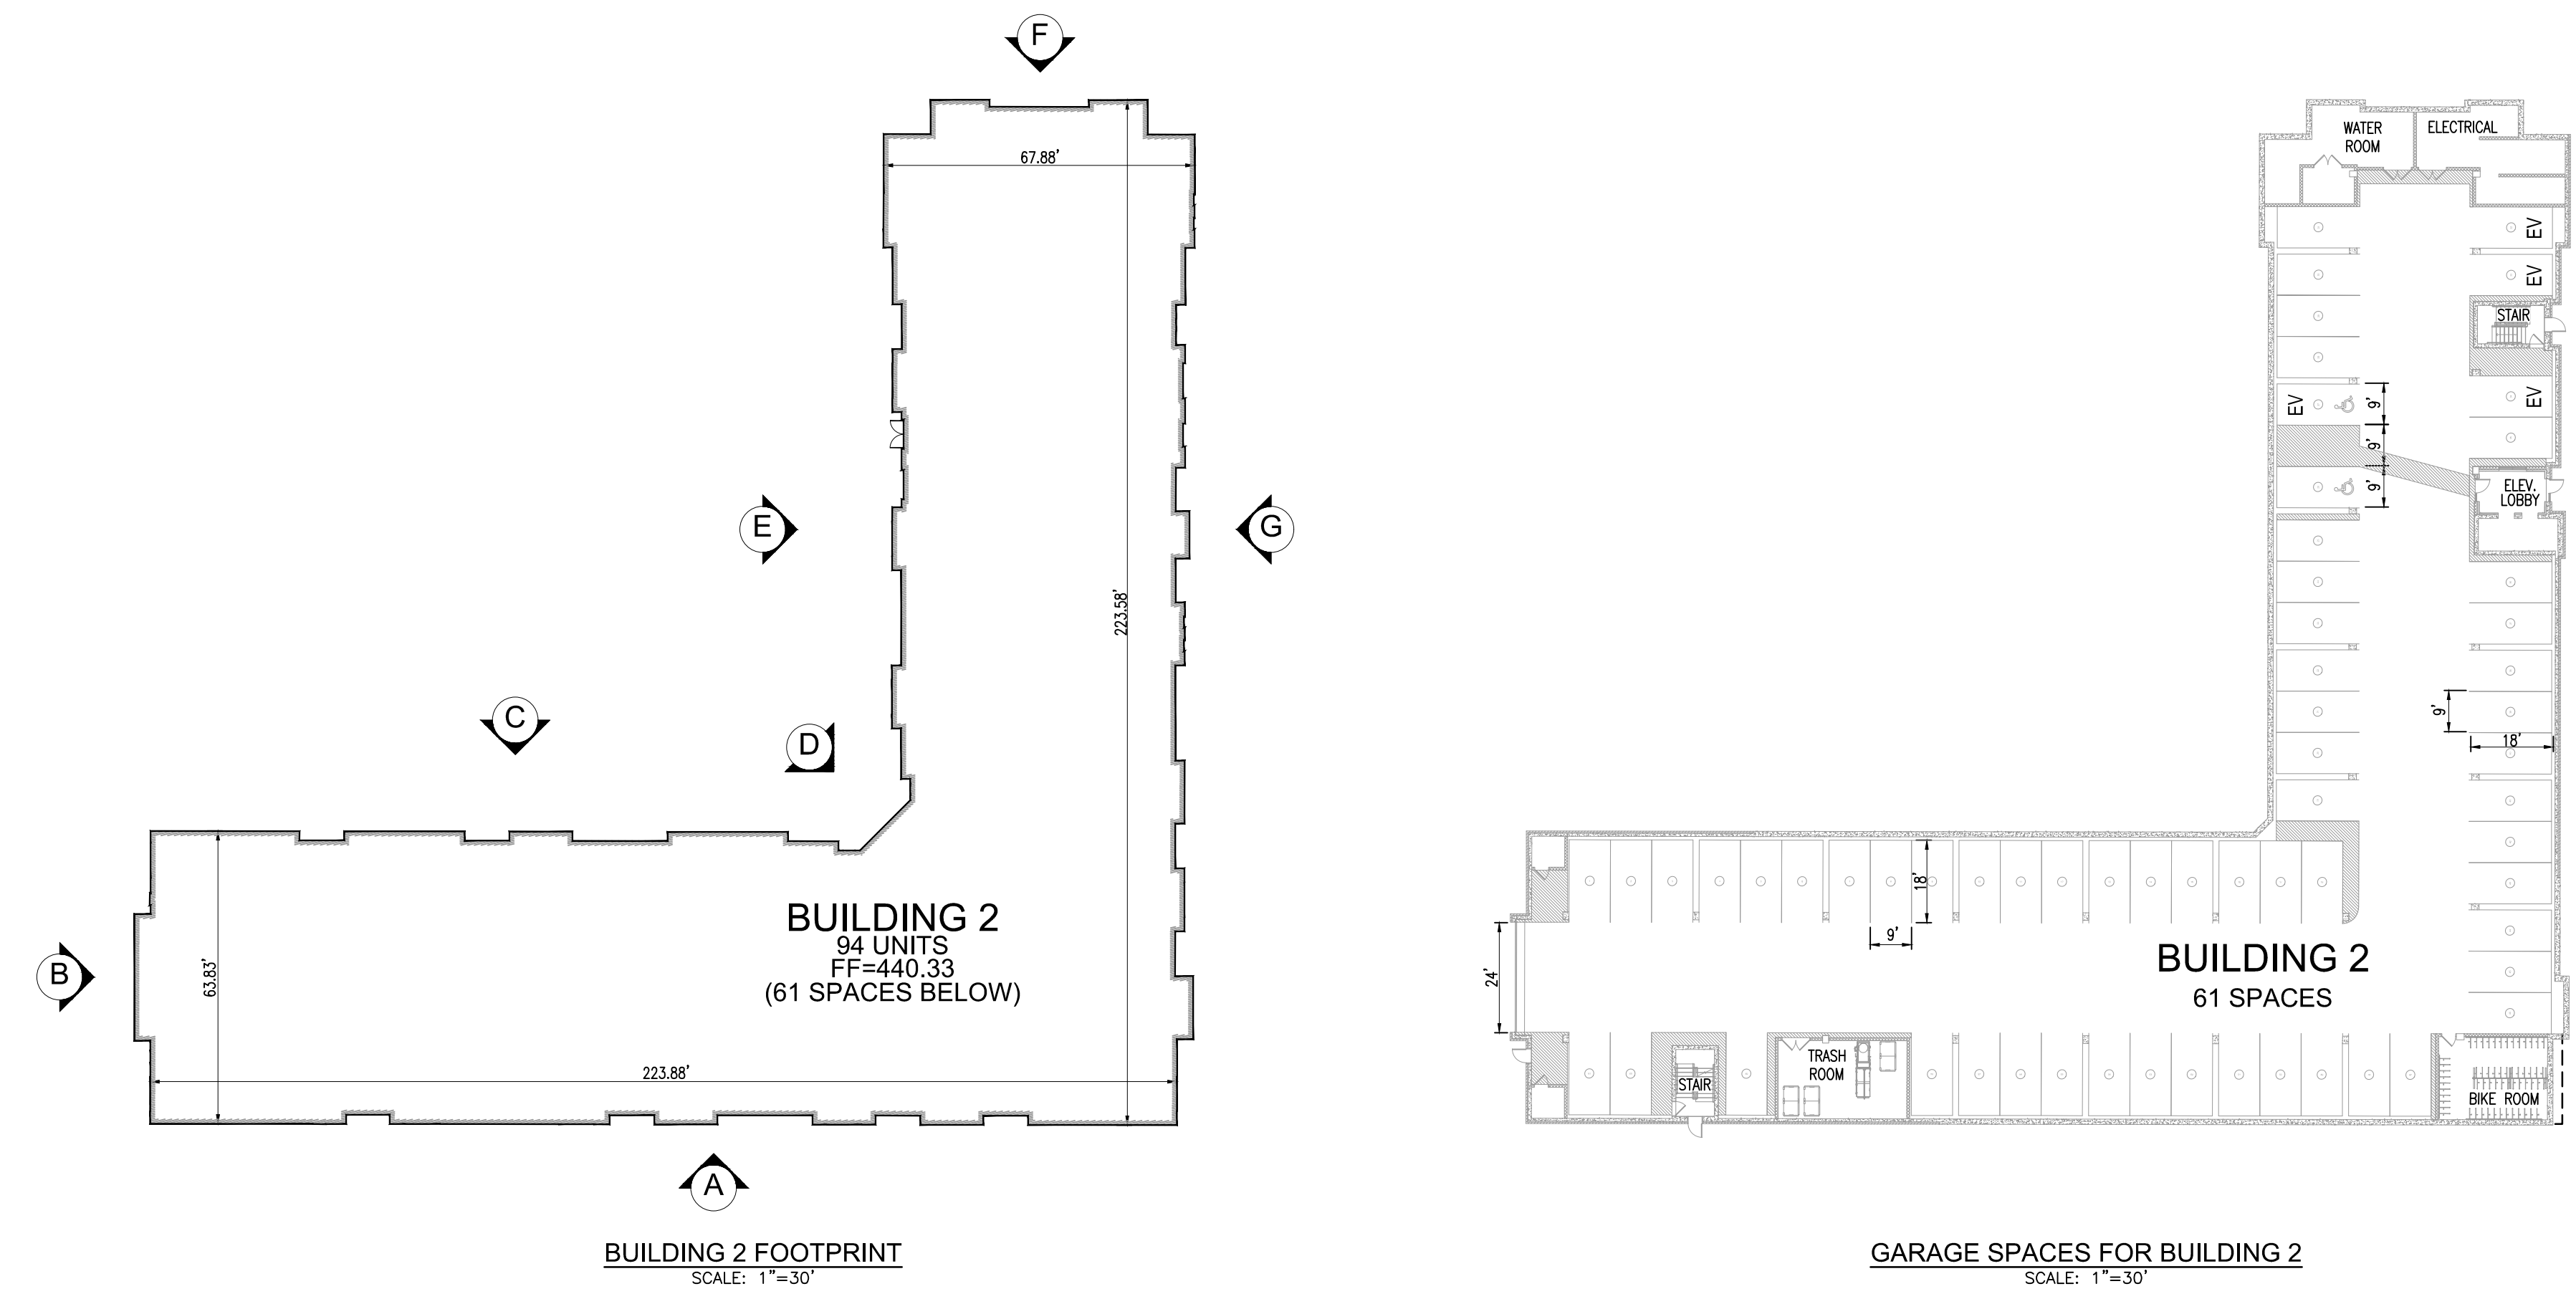 F
67.88'
E
G
223.58'
C
D
B
63.83'
BUILDING 2
94 UNITS
FF=440.33
(61 SPACES BELOW)
223.88'
A
BUILDING 2 FOOTPRINT
SCALE: 1"=30'
WATER
ROOM
ELECTRICAL
EV
EV
STAIR
EV
EV
9'
9'
9'
ELEV.
LOBBY
9'
18'
18'
9'
24'
BUILDING 2
61 SPACES
STAIR
TRASH
ROOM
BIKE ROOM
GARAGE SPACES FOR BUILDING 2
SCALE: 1"=30'